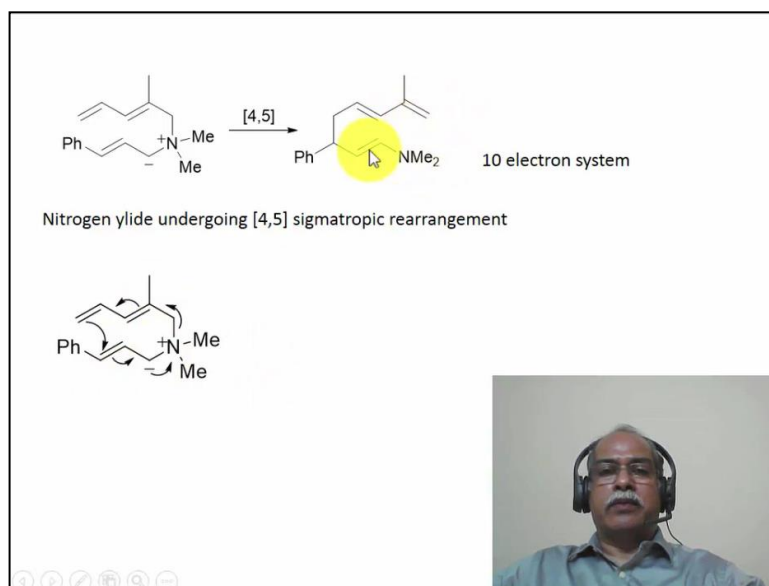 [4,5]
Ph
+
N
Me
Me
−
Ph
NMe2
10 electron system
Nitrogen ylide undergoing [4,5] sigmatropic rearrangement
Ph
+
N
Me
Me
−